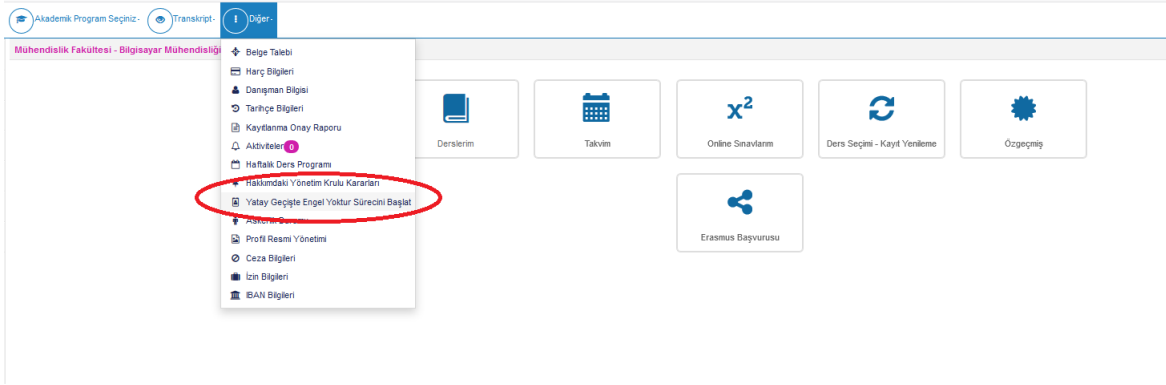 Akademik Program Seçiniz
Transkript
Diğer
Mühendislik Fakültesi - Bilgisayar Mühendisliği
Belge Talebi
Harç Bilgileri
Danışman Bilgisi
Tarihçe Bilgileri
Kayıtlanma Onay Raporu
Aktiviteler 0
Haftalık Ders Programı
Hakkımdaki Yönetim Krulu Kararları
Yatay Geçişte Engel Yoktur Sürecini Başlat
Askerlik Durumu
Profil Resmi Yönetimi
Ceza Bilgileri
İzin Bilgileri
IBAN Bilgileri
Derslerim
Takvim
x²
Online Sınavlarım
Ders Seçimi - Kayıt Yenileme
Özgeçmiş
Erasmus Başvurusu